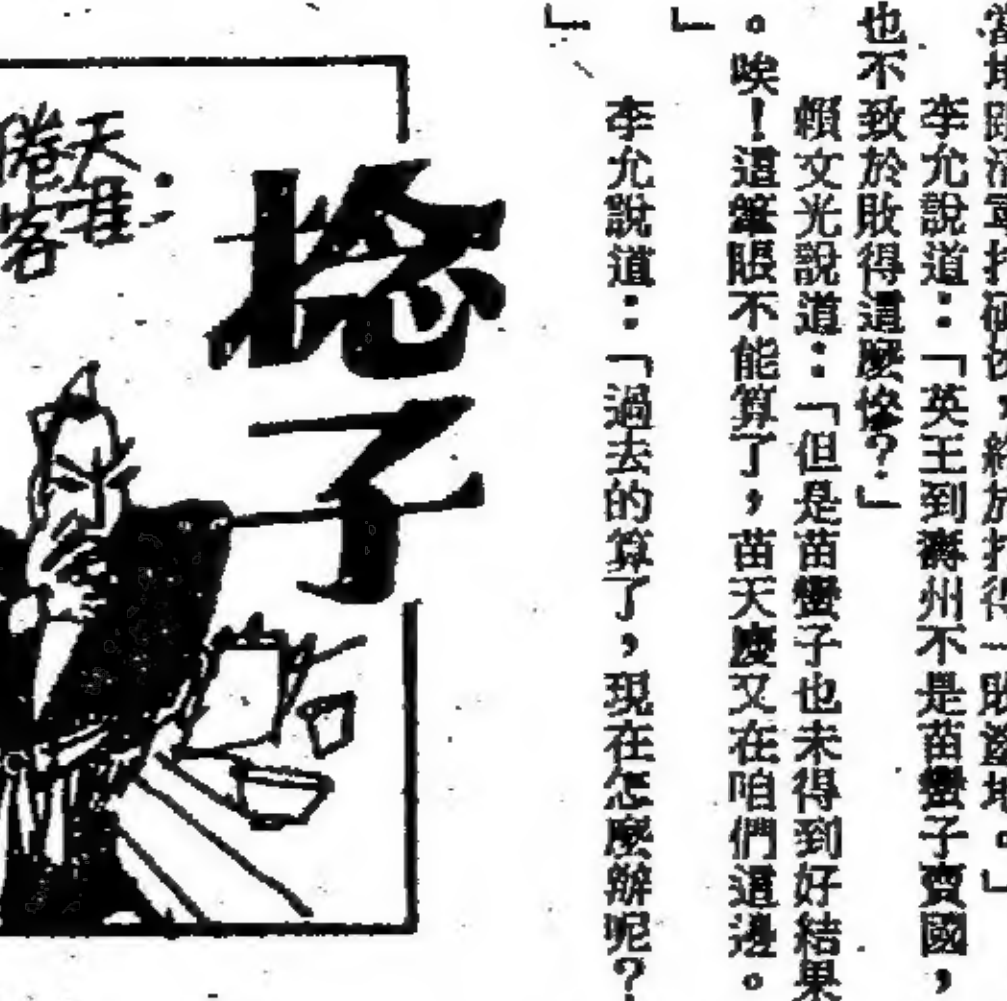 李允說道：「英王到壽州不是苗蠻子賣國，
也不致於敗得這麼慘？」
賴文光說道：「但是苗蠻子也未得到好結果
。唉！這筆賬不能算了，苗天慶又在咱們這邊。
」
李允說道：「過去的算了，現在怎麼辦呢？
」
捻子
天涯
倦客